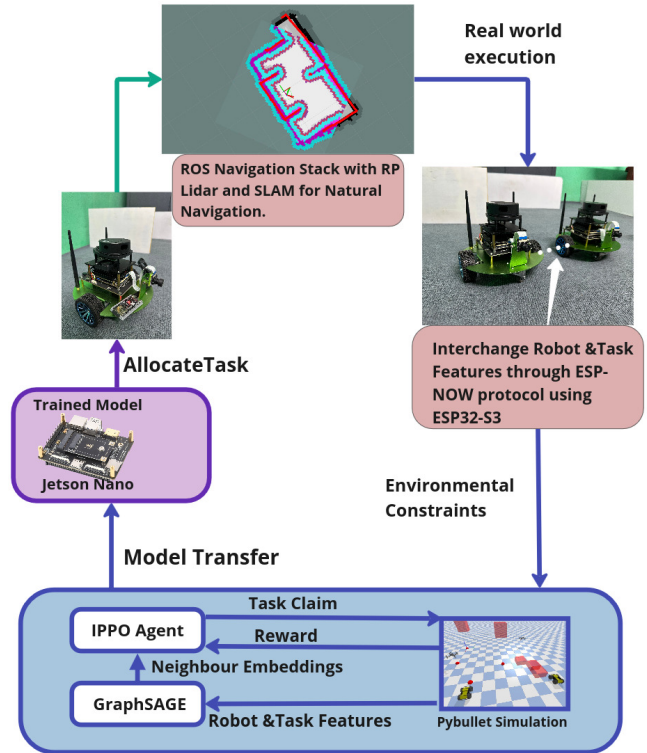 Real world
execution
ROS Navigation Stack with RP
Lidar and SLAM for Natural
Navigation.
Interchange Robot &Task
Features through ESP-
NOW protocol using
ESP32-S3
AllocateTask
Trained Model
Jetson Nano
Environmental
Constraints
Model Transfer
Task Claim
IPPO Agent
Reward
Neighbour Embeddings
GraphSAGE
Robot &Task Features
Pybullet Simulation